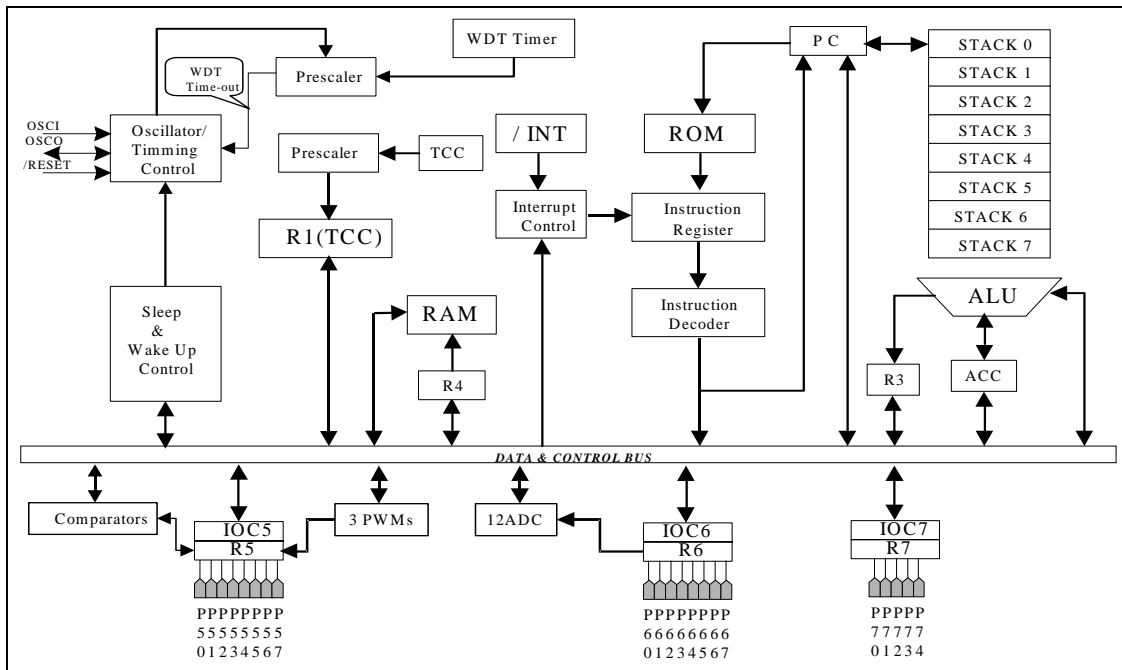 WDT Timer
P C
STACK 0
STACK 1
STACK 2
STACK 3
STACK 4
STACK 5
STACK 6
STACK 7
WDT
Time-out
Prescaler
OSCI
OSCO
/RESET
Oscillator/
Timming
Control
Prescaler
TCC
/ INT
ROM
R1(TCC)
Interrupt
Control
Instruction
Register
Sleep
&
Wake Up
Control
RAM
R4
Instruction
Decoder
ALU
R3
ACC
DATA & CONTROL BUS
Comparators
IOC5
R5
3 PWMs
12ADC
IOC6
R6
IOC7
R7
PPPPPPPP
55555555
01234567
PPPPPPPP
66666666
01234567
PPPPP
77777
01234